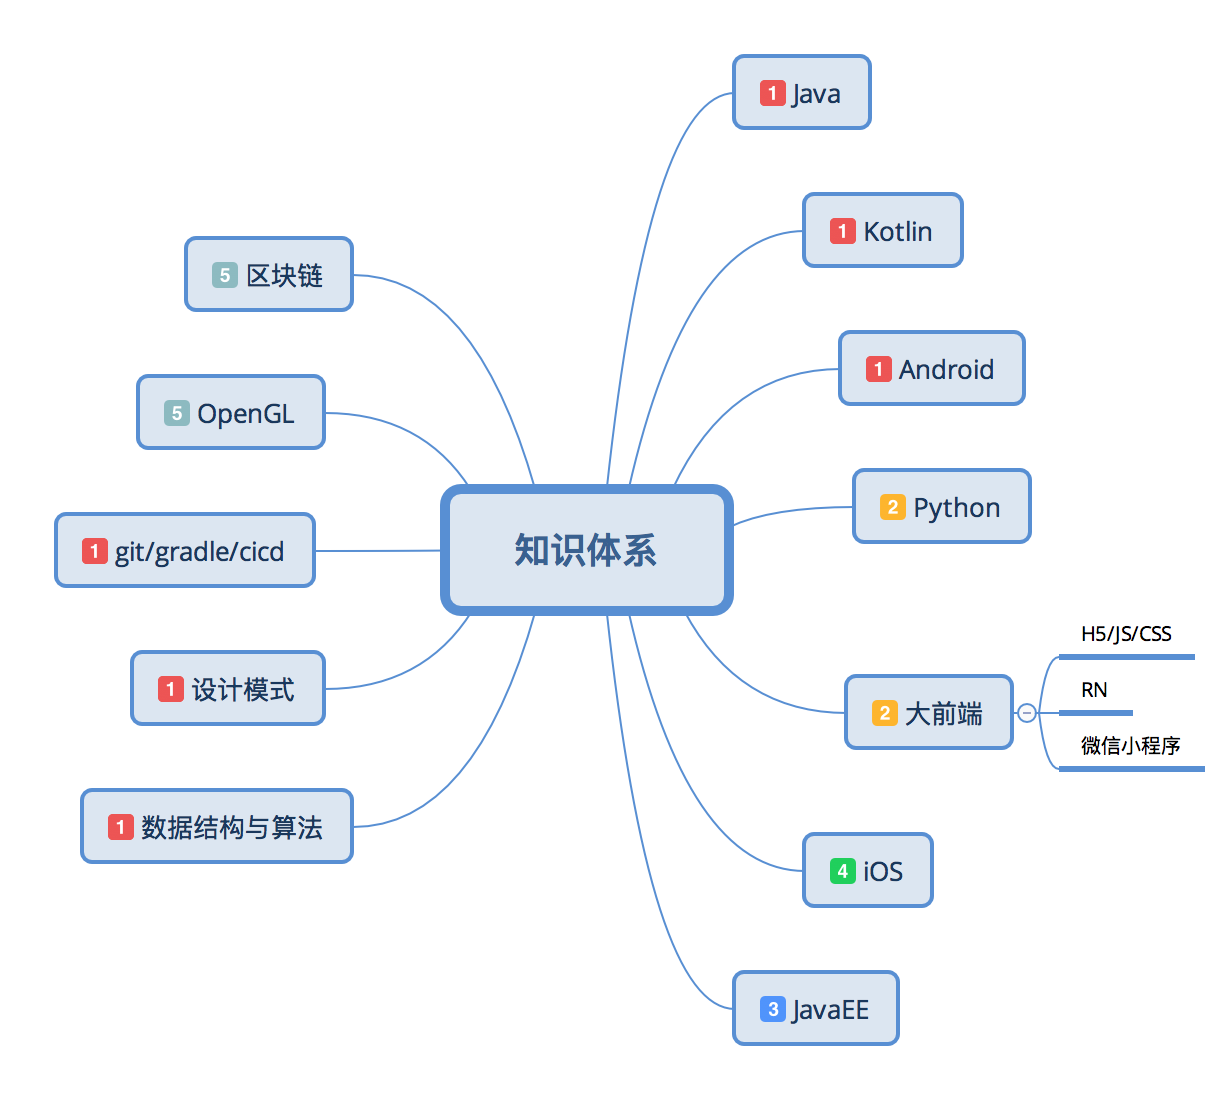 知识体系
1 Java
1 Kotlin
1 Android
2 Python
2 大前端
H5/JS/CSS
RN
微信小程序
4 iOS
3 JavaEE
5 区块链
5 OpenGL
1 git/gradle/cicd
1 设计模式
1 数据结构与算法